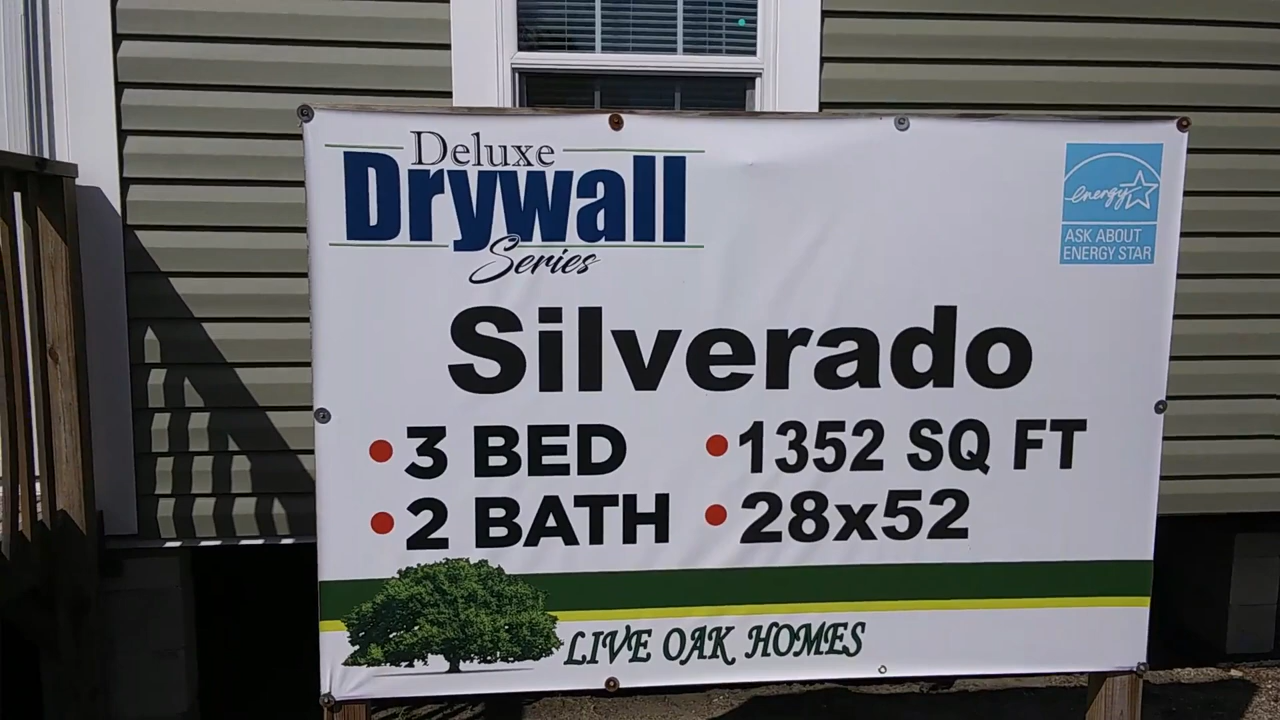 Deluxe
Drywall
Series
energy
ASK ABOUT
ENERGY STAR
Silverado
• 3 BED
• 2 BATH
• 1352 SQ FT
• 28x52
LIVE OAK HOMES